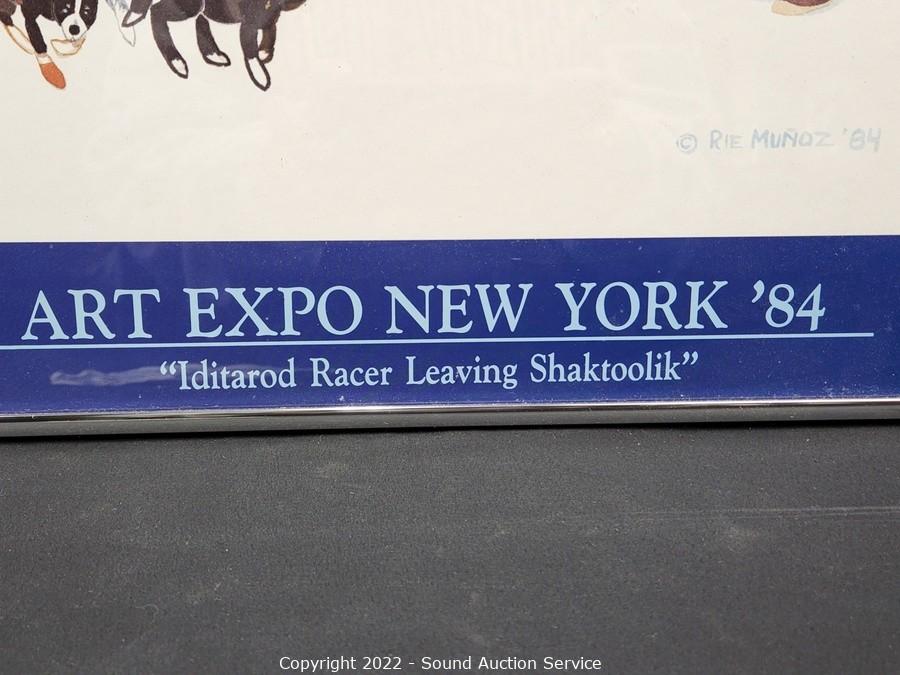 © RIE MUÑOZ '84
ART EXPO NEW YORK ’84
“Iditarod Racer Leaving Shaktoolik”
Copyright 2022 - Sound Auction Service